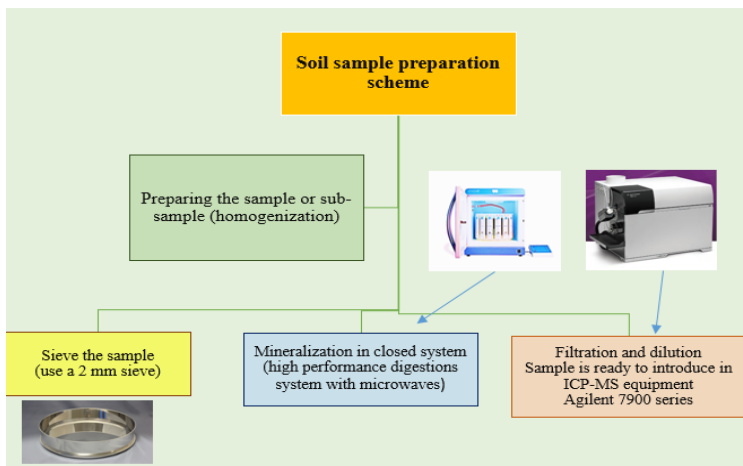 Soil sample preparation
scheme
Preparing the sample or sub-
sample (homogenization)
Sieve the sample
(use a 2 mm sieve)
Mineralization in closed system
(high performance digestions
system with microwaves)
Filtration and dilution
Sample is ready to introduce in
ICP-MS equipment
Agilent 7900 series